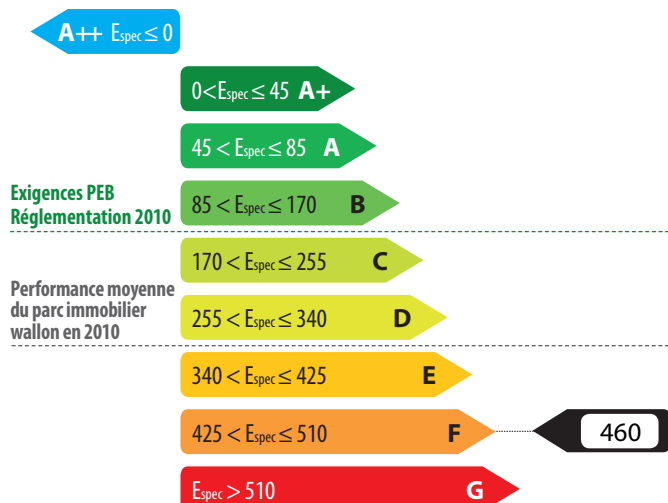 A++ Espec ≤ 0
0<Espec ≤ 45 A+
45 < Espec ≤ 85 A
Exigences PEB
Réglementation 2010
85 < Espec ≤ 170 B
170 < Espec ≤ 255 C
Performance moyenne
du parc immobilier
wallon en 2010
255 < Espec ≤ 340 D
340 < Espec ≤ 425 E
425 < Espec ≤ 510 F
460
Espec > 510 G